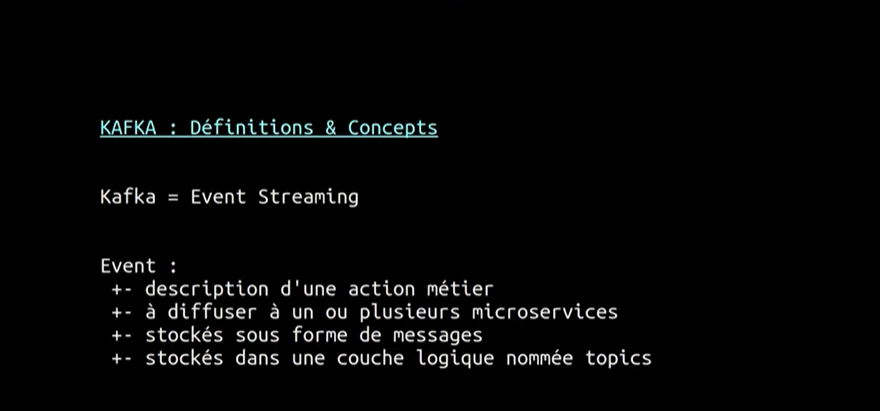 KAFKA : Définitions & Concepts
Kafka = Event Streaming
Event :
+- description d'une action métier
+- à diffuser à un ou plusieurs microservices
+- stockés sous forme de messages
+- stockés dans une couche logique nommée topics